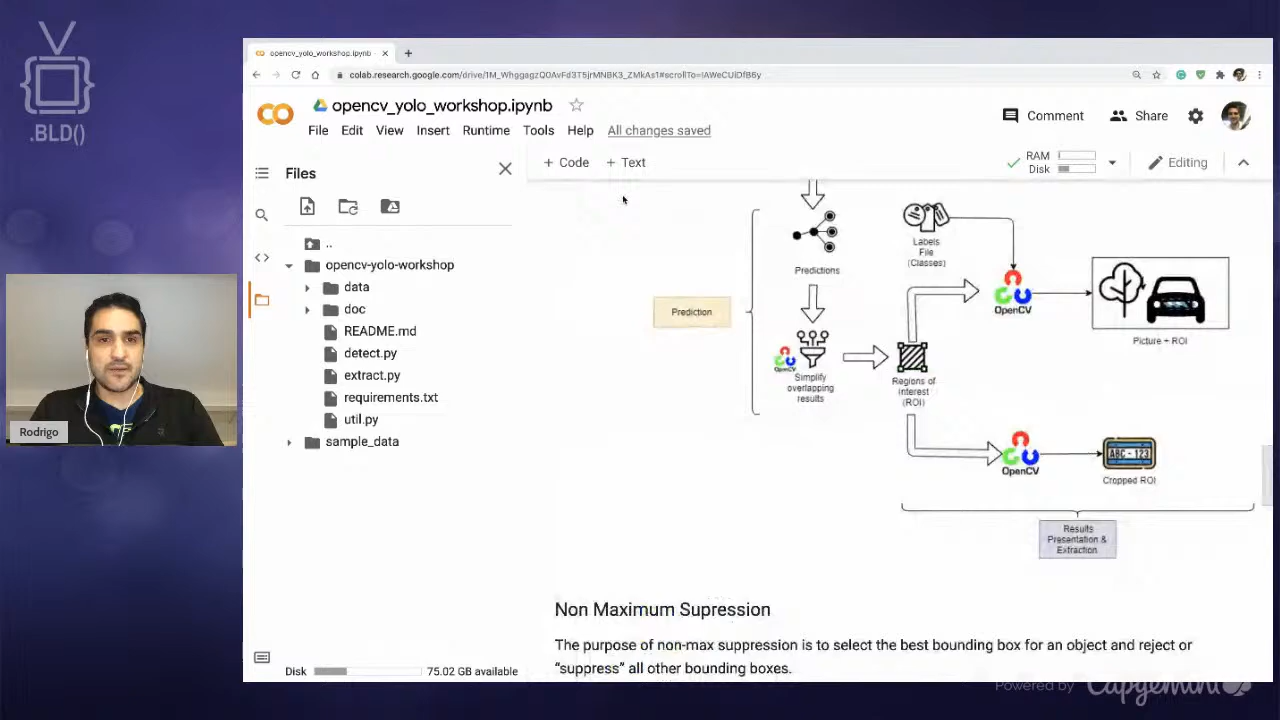 .BLD()
opencv_yolo_workshop.ipynb
colab.research.google.com/drive/1M_WhggagzQ0AvFd3T5jrMNBK3_ZMkAs1#scrollTo=IAWeCUiDfB6y
opencv_yolo_workshop.ipynb
Comment
Share
File Edit View Insert Runtime Tools Help All changes saved
Files
+ Code + Text
RAM
Disk
Editing
..
opencv-yolo-workshop
data
doc
README.md
detect.py
extract.py
requirements.txt
util.py
sample_data
Disk
75.02 GB available
Predictions
Prediction
Simplify
overlapping
results
Labels
File
(Classes)
OpenCV
Picture + ROI
Regions of
Interest
(ROI)
OpenCV
ABC - 123
Cropped ROI
Results
Presentation &
Extraction
Non Maximum Supression
The purpose of non-max suppression is to select the best bounding box for an object and reject or
“suppress” all other bounding boxes.
Rodrigo
Powered by Capgemini